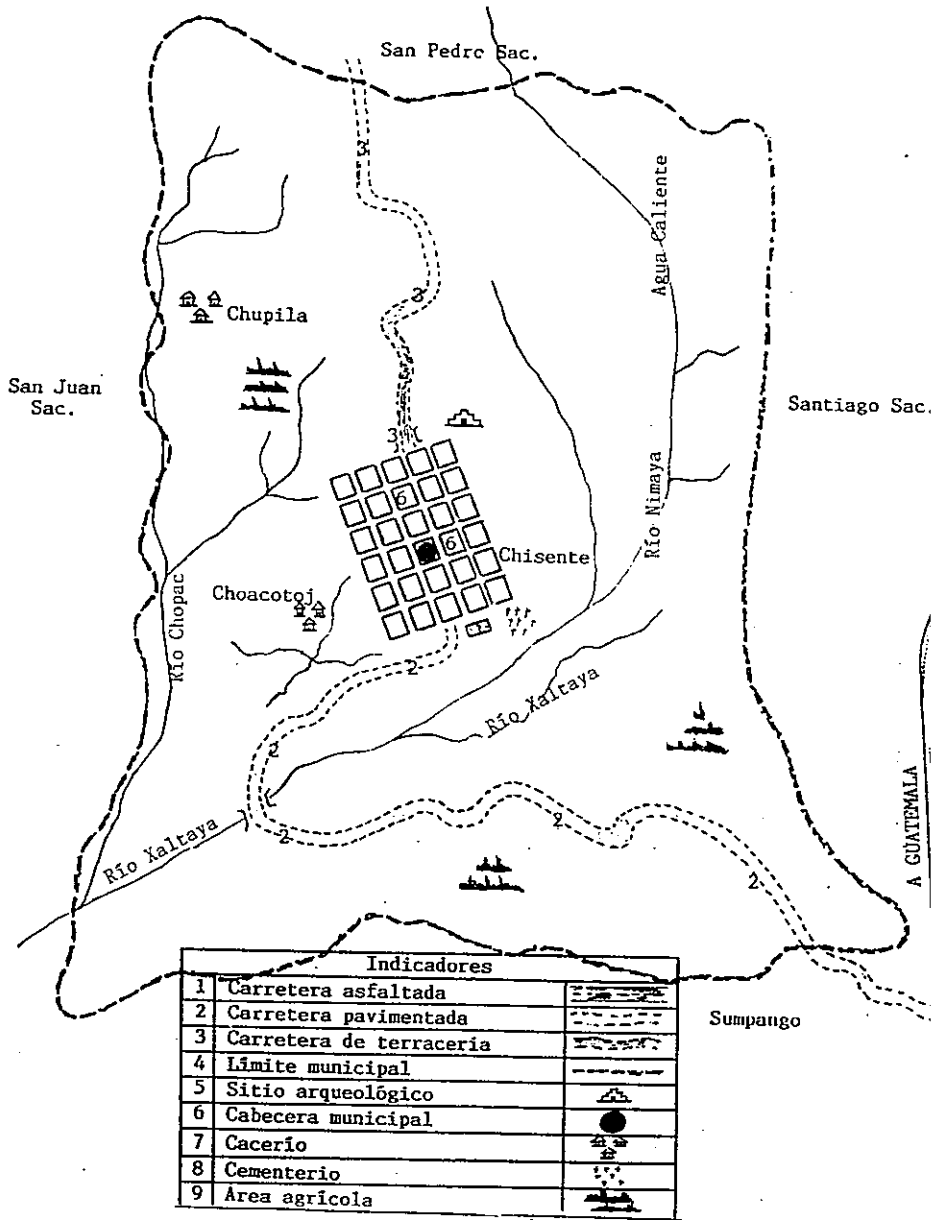 San Pedro Sac.
3
Agua Caliente
3
Chupila
San Juan
Sac.
Santiago Sac.
3
6
6
Río Nimaya
Chisente
Choacotoj
Río Chopac
2
Río Xaltaya
2
2
2
Río Xaltaya
2
A GUATEMALA
Sumpango
Indicadores
1 Carretera asfaltada
2 Carretera pavimentada
3 Carretera de terracería
4 Límite municipal
5 Sitio arqueológico
6 Cabecera municipal
7 Cacerío
8 Cementerio
9 Area agrícola